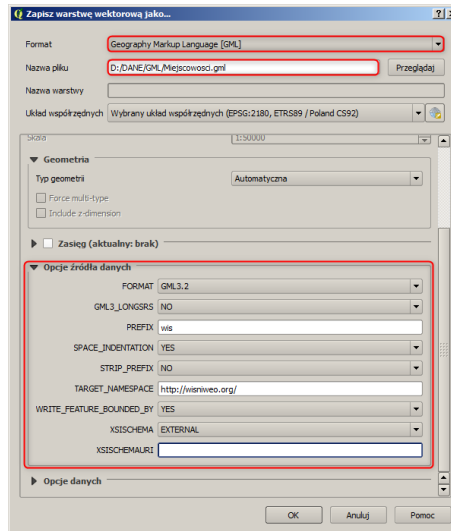 Zapisz warstwę wektorową jako...
Format Geography Markup Language [GML]
Nazwa pliku D:/DANE/GML/Miejscowosci.gml Przeglądaj
Nazwa warstwy
Układ współrzędnych Wybrany układ współrzędnych (EPSG:2180, ETRS89 / Poland CS92)
Skala 1:50000
Geometria
Typ geometrii Automatyczna
Force multi-type
Include z-dimension
Zasięg (aktualny: brak)
Opcje źródła danych
FORMAT GML3.2
GML3_LONGSRS NO
PREFIX wis
SPACE_INDENTATION YES
STRIP_PREFIX NO
TARGET_NAMESPACE http://wisniweo.org/
WRITE_FEATURE_BOUNDED_BY YES
XSISCHEMA EXTERNAL
XSISCHEMAURI
Opcje danych
OK Anuluj Pomoc